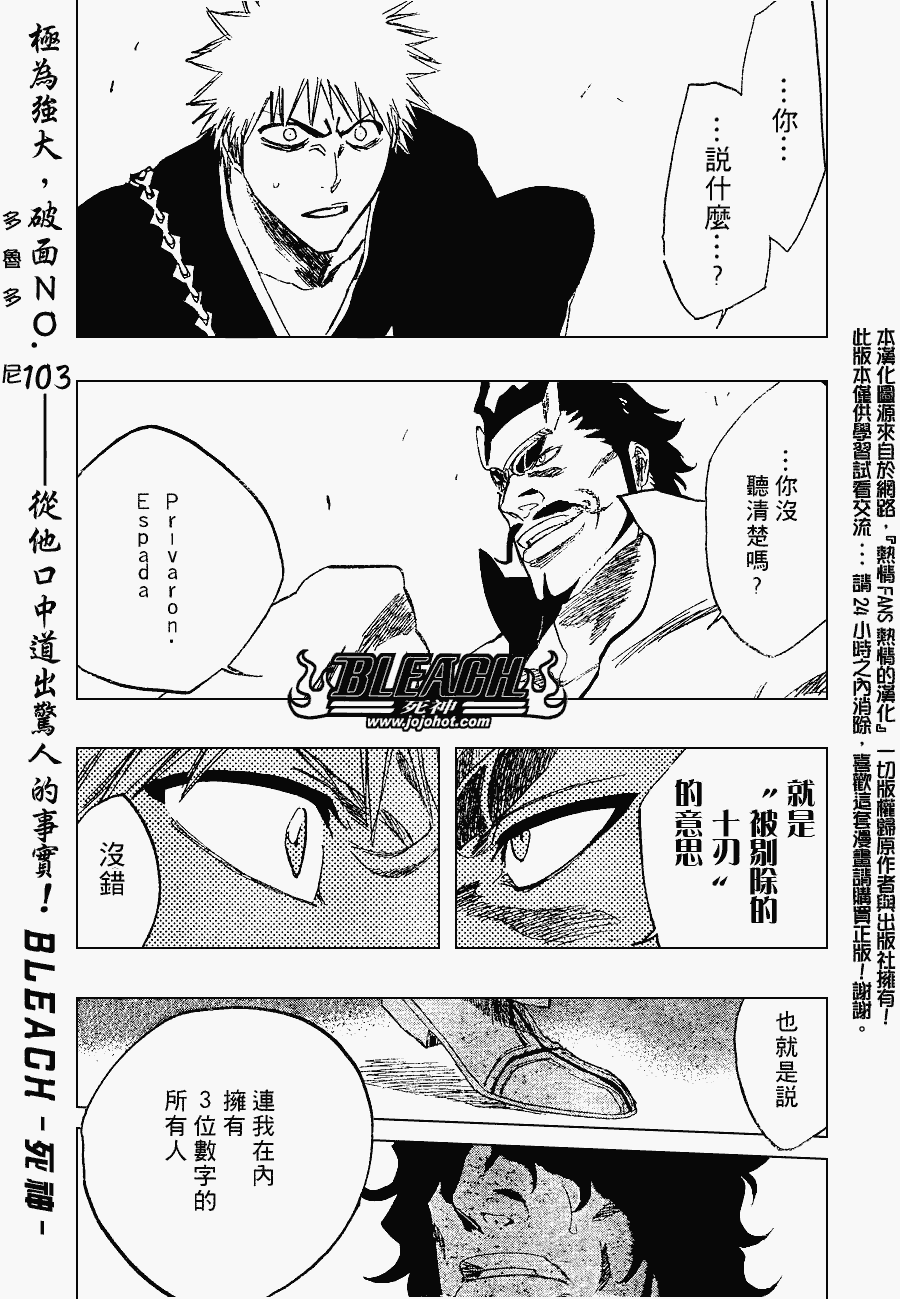 極為強大，破面NO.103——從他口中道出驚人的事實！BLEACH－死神－
多魯多尼
…你…
…説什麼…？
…你沒
聽清楚嗎？
Privaron·
Espada
BLEACH
死神
www.jojohot.com
就是
〝被剔除的
十刃〞
的意思
沒錯
也就是説
連我在內
擁有
3位數字的
所有人
本漢化圖源來自於網路，『熱情FANS熱情的漢化』一切版權歸原作者與出版社擁有！
此版本僅供學習試看交流…請24小時之內消除，喜歡這套漫畫請購買正版！謝謝。